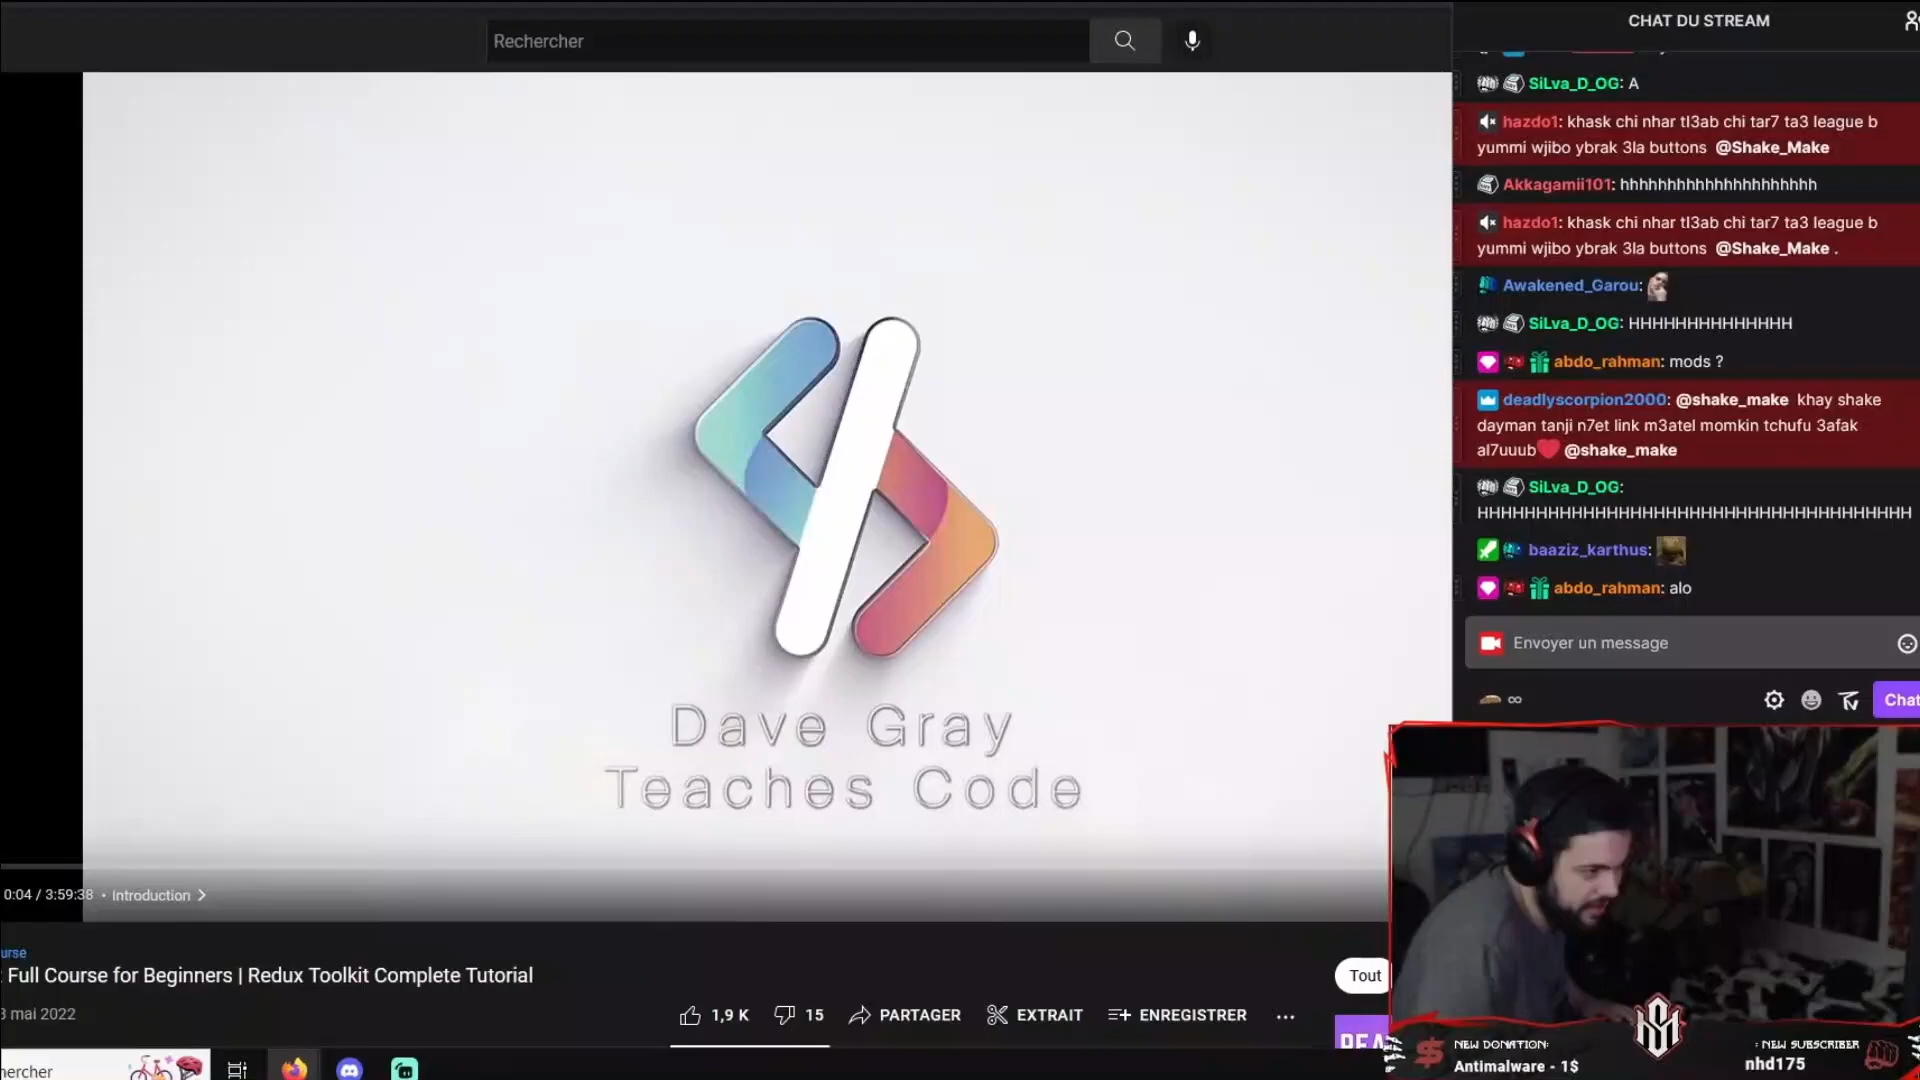 Rechercher
CHAT DU STREAM
SiLva_D_OG: A
hazdo1: khask chi nhar tl3ab chi tar7 ta3 league b
yummi wjibo ybrak 3la buttons @Shake_Make
Akkagamii101: hhhhhhhhhhhhhhhhhhhhh
hazdo1: khask chi nhar tl3ab chi tar7 ta3 league b
yummi wjibo ybrak 3la buttons @Shake_Make .
Awakened_Garou:
SiLva_D_OG: HHHHHHHHHHHHHH
abdo_rahman: mods ?
deadlyscorpion2000: @shake_make khay shake
dayman tanji n7et link m3atel momkin tchufu 3afak
al7uuub @shake_make
SiLva_D_OG:
HHHHHHHHHHHHHHHHHHHHHHHHHHHHHHHHHHHHH
baaziz_karthus:
abdo_rahman: alo
Envoyer un message
∞
Chat
Dave Gray
Teaches Code
0:04 / 3:59:38 • Introduction
urse
Full Course for Beginners | Redux Toolkit Complete Tutorial
Tout
3 mai 2022
1,9 K
15
PARTAGER
EXTRAIT
ENREGISTRER
REA
NEW DONATION:
Antimalware - 1$
: NEW SUBSCRIBER
nhd175
hercher